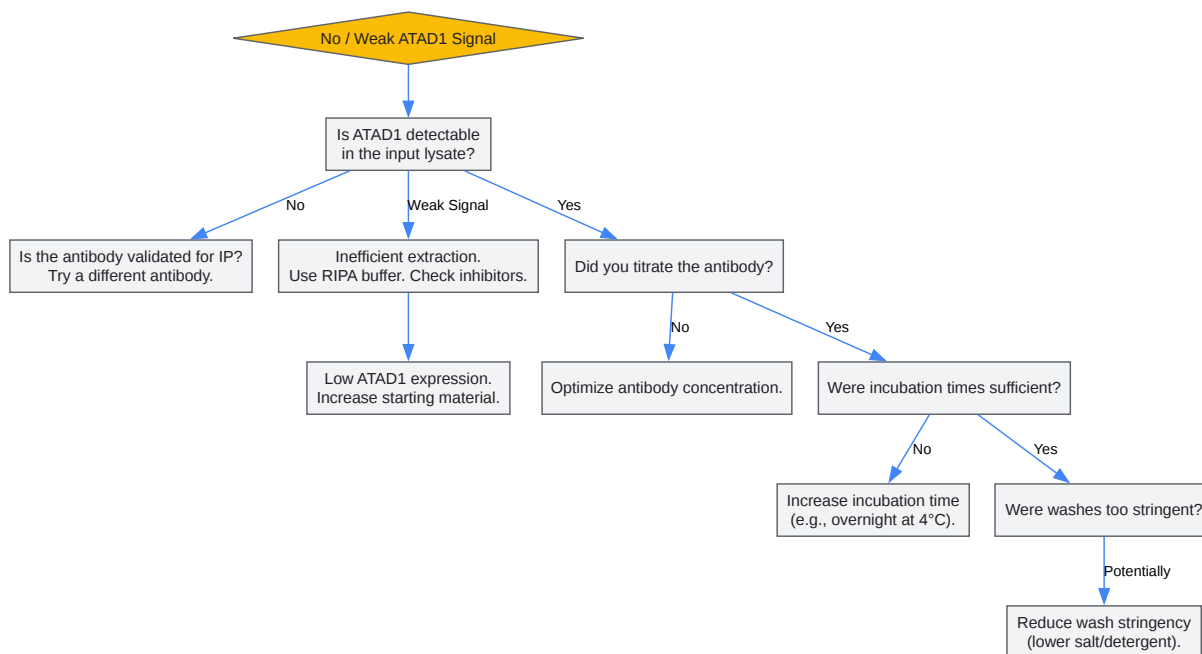 No / Weak ATAD1 Signal
Is ATAD1 detectable
in the input lysate?
No
Weak Signal
Yes
Is the antibody validated for IP?
Try a different antibody.
Inefficient extraction.
Use RIPA buffer. Check inhibitors.
Did you titrate the antibody?
No
Yes
Low ATAD1 expression.
Increase starting material.
Optimize antibody concentration.
Were incubation times sufficient?
No
Yes
Increase incubation time
(e.g., overnight at 4°C).
Were washes too stringent?
Potentially
Reduce wash stringency
(lower salt/detergent).